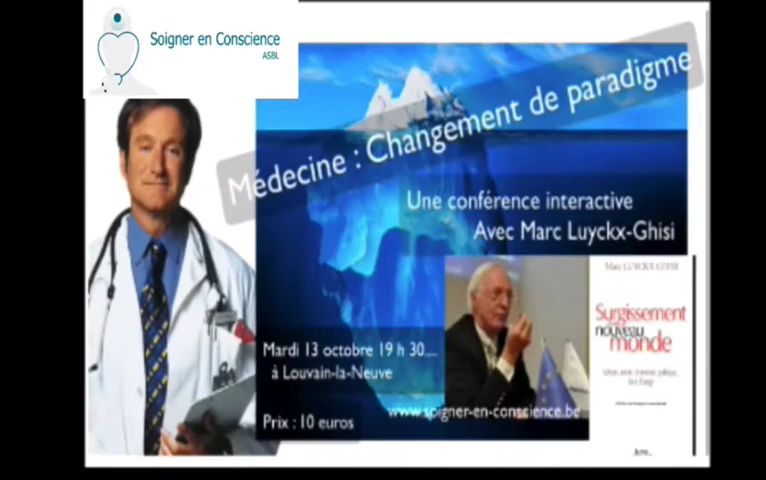 Soigner en Conscience
ASBL
Médecine : Changement de paradigme
Une conférence interactive
Avec Marc Luyckx-Ghisi
Marc LUYCKX GHISI
Surgissement
nouveau
monde
Mardi 13 octobre 19 h 30....
à Louvain-la-Neuve
Prix : 10 euros
www.soigner-en-conscience.be